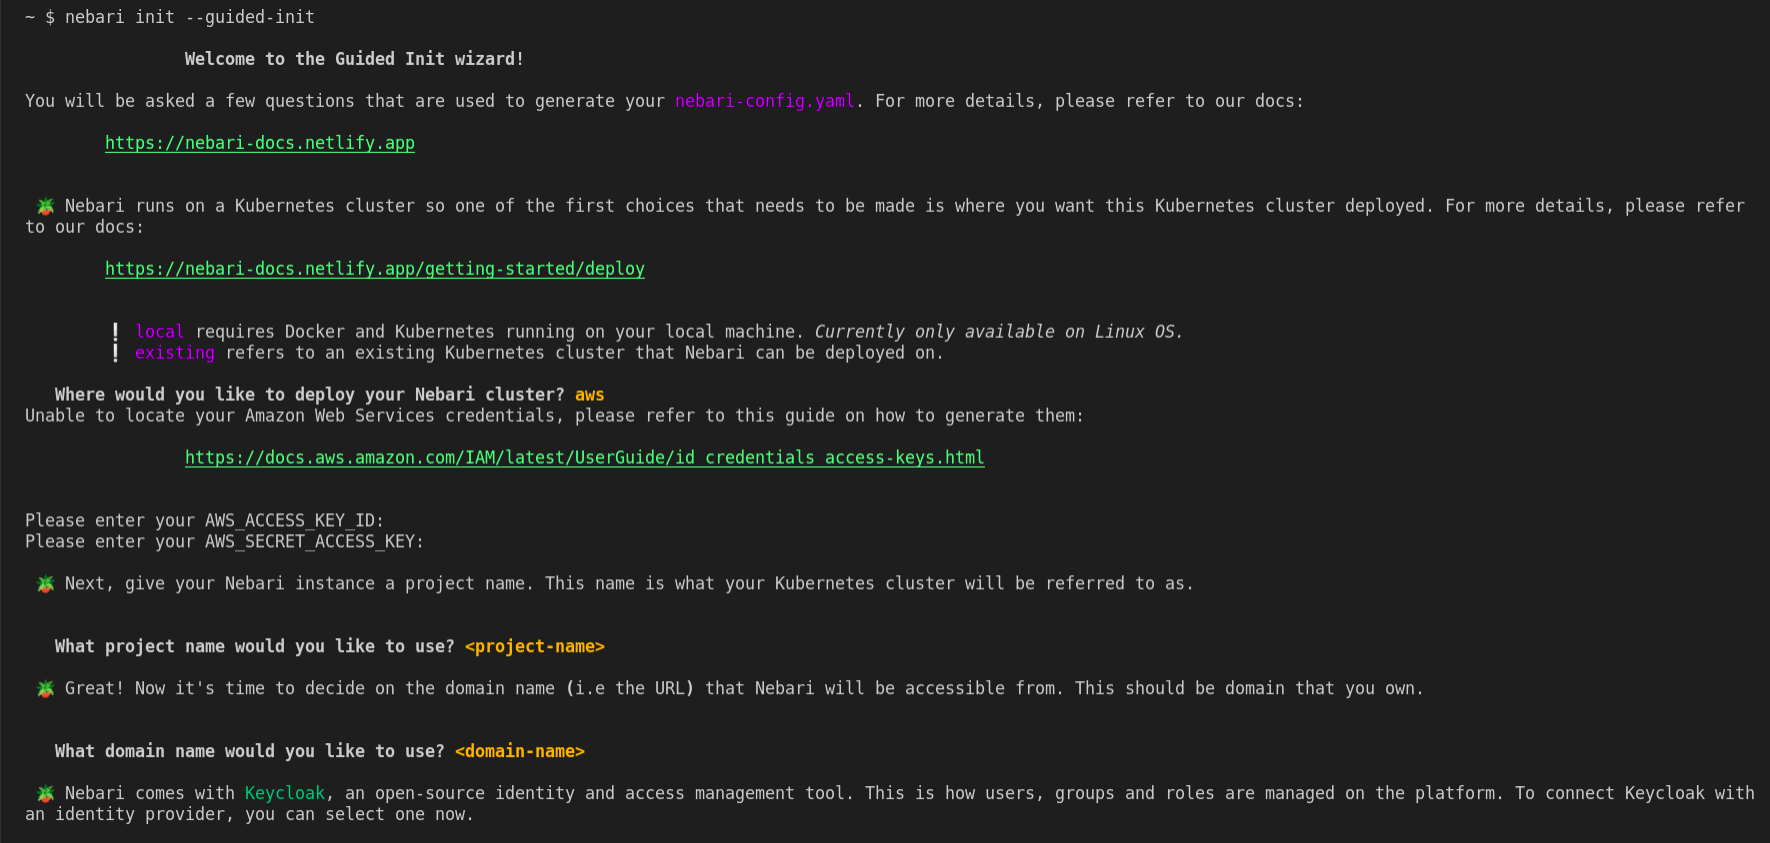 ~ $ nebari init --guided-init
Welcome to the Guided Init wizard!
You will be asked a few questions that are used to generate your nebari-config.yaml. For more details, please refer to our docs:
https://nebari-docs.netlify.app
🪴 Nebari runs on a Kubernetes cluster so one of the first choices that needs to be made is where you want this Kubernetes cluster deployed. For more details, please refer
to our docs:
https://nebari-docs.netlify.app/getting-started/deploy
❕ local requires Docker and Kubernetes running on your local machine. Currently only available on Linux OS.
❕ existing refers to an existing Kubernetes cluster that Nebari can be deployed on.
Where would you like to deploy your Nebari cluster? aws
Unable to locate your Amazon Web Services credentials, please refer to this guide on how to generate them:
https://docs.aws.amazon.com/IAM/latest/UserGuide/id_credentials_access-keys.html
Please enter your AWS_ACCESS_KEY_ID:
Please enter your AWS_SECRET_ACCESS_KEY:
🪴 Next, give your Nebari instance a project name. This name is what your Kubernetes cluster will be referred to as.
What project name would you like to use? <project-name>
🪴 Great! Now it's time to decide on the domain name (i.e the URL) that Nebari will be accessible from. This should be domain that you own.
What domain name would you like to use? <domain-name>
🪴 Nebari comes with Keycloak, an open-source identity and access management tool. This is how users, groups and roles are managed on the platform. To connect Keycloak with
an identity provider, you can select one now.